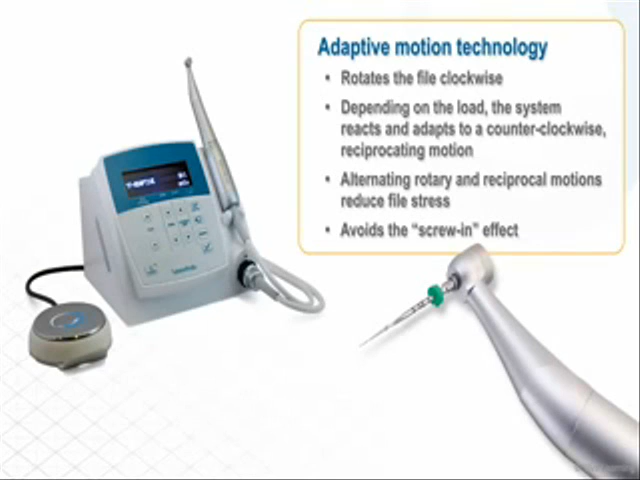 Adaptive motion technology
• Rotates the file clockwise
• Depending on the load, the system
reacts and adapts to a counter-clockwise,
reciprocating motion
• Alternating rotary and reciprocal motions
reduce file stress
• Avoids the “screw-in” effect